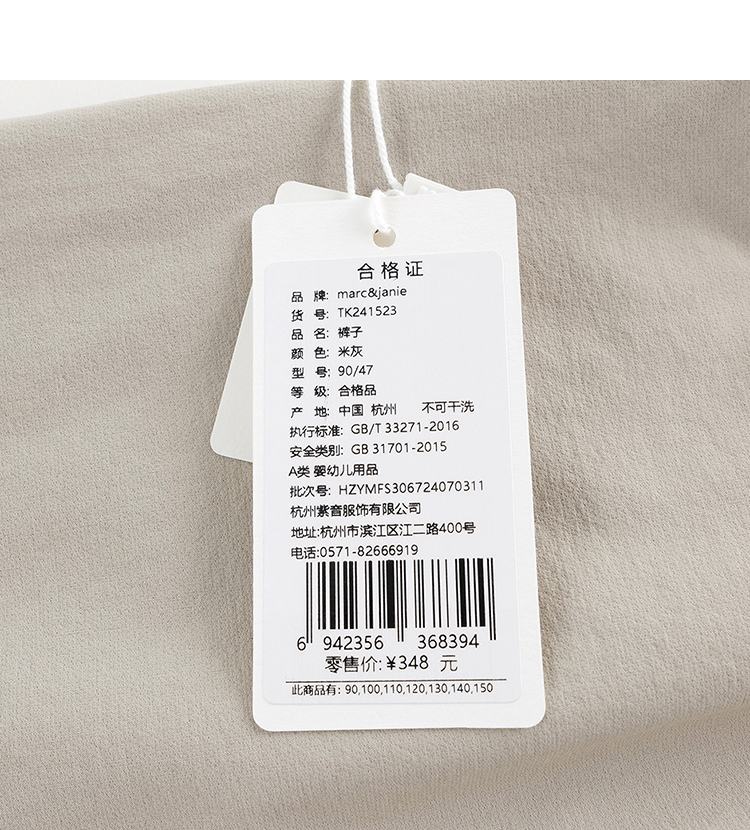 合格证
品 牌: marc&janie
货 号: TK241523
品 名: 裤子
颜 色: 米灰
型 号: 90/47
等 级: 合格品
产 地: 中国 杭州 不可干洗
执行标准: GB/T 33271-2016
安全类别: GB 31701-2015
A类 婴幼儿用品
批次号: HZYMFS306724070311
杭州紫音服饰有限公司
地址:杭州市滨江区江二路400号
电话:0571-82666919
6 942356 368394
零售价:¥348 元
此商品有: 90,100,110,120,130,140,150